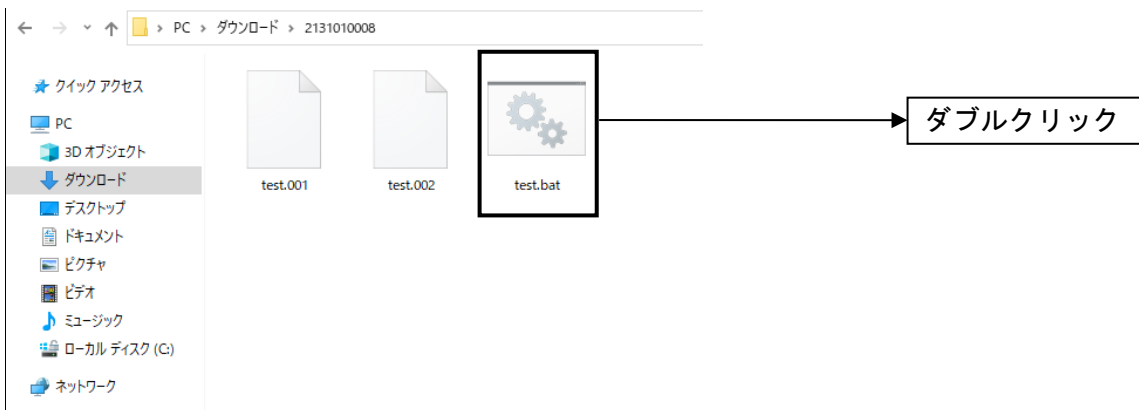 PC › ダウンロード › 2131010008
クイック アクセス
PC
3D オブジェクト
ダウンロード
デスクトップ
ドキュメント
ピクチャ
ビデオ
ミュージック
ローカル ディスク (C:)
ネットワーク
test.001
test.002
test.bat
ダブルクリック